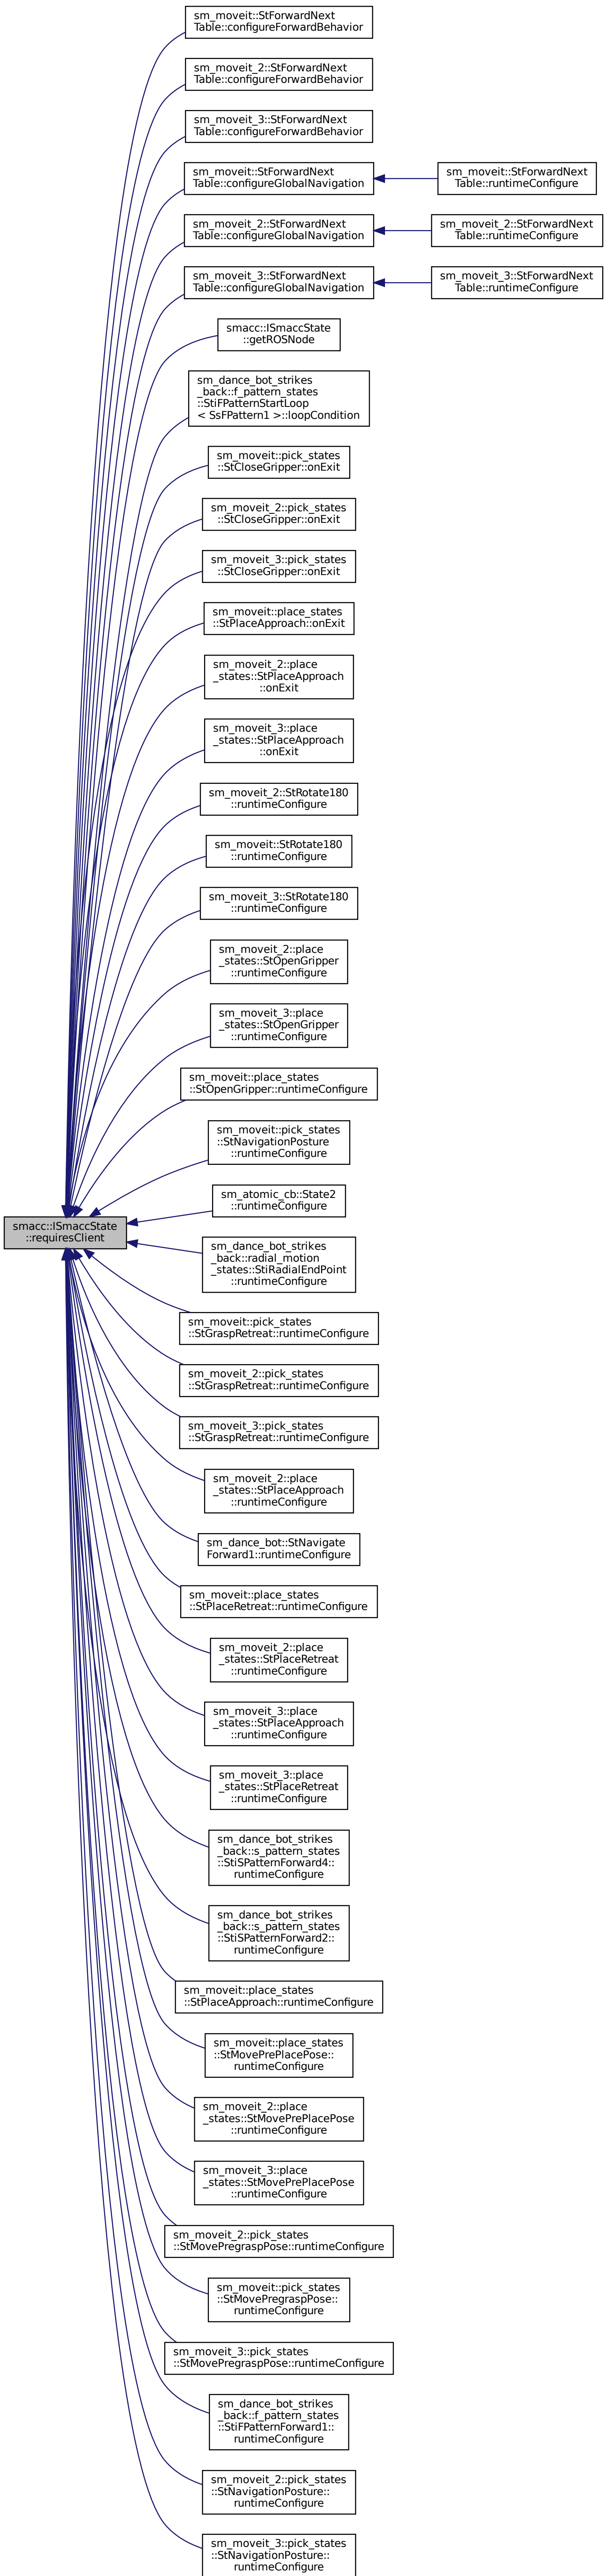 sm_moveit::StForwardNext
Table::configureForwardBehavior
sm_moveit_2::StForwardNext
Table::configureForwardBehavior
sm_moveit_3::StForwardNext
Table::configureForwardBehavior
sm_moveit::StForwardNext
Table::configureGlobalNavigation
sm_moveit::StForwardNext
Table::runtimeConfigure
sm_moveit_2::StForwardNext
Table::configureGlobalNavigation
sm_moveit_2::StForwardNext
Table::runtimeConfigure
sm_moveit_3::StForwardNext
Table::configureGlobalNavigation
sm_moveit_3::StForwardNext
Table::runtimeConfigure
smacc::ISmaccState
::getROSNode
sm_dance_bot_strikes
_back::f_pattern_states
::StiFPatternStartLoop
< SsFPattern1 >::loopCondition
sm_moveit::pick_states
::StCloseGripper::onExit
sm_moveit_2::pick_states
::StCloseGripper::onExit
sm_moveit_3::pick_states
::StCloseGripper::onExit
sm_moveit::place_states
::StPlaceApproach::onExit
sm_moveit_2::place
_states::StPlaceApproach
::onExit
sm_moveit_3::place
_states::StPlaceApproach
::onExit
sm_moveit_2::StRotate180
::runtimeConfigure
sm_moveit::StRotate180
::runtimeConfigure
sm_moveit_3::StRotate180
::runtimeConfigure
sm_moveit_2::place
_states::StOpenGripper
::runtimeConfigure
sm_moveit_3::place
_states::StOpenGripper
::runtimeConfigure
sm_moveit::place_states
::StOpenGripper::runtimeConfigure
sm_moveit::pick_states
::StNavigationPosture
::runtimeConfigure
sm_atomic_cb::State2
::runtimeConfigure
smacc::ISmaccState
::requiresClient
sm_dance_bot_strikes
_back::radial_motion
_states::StiRadialEndPoint
::runtimeConfigure
sm_moveit::pick_states
::StGraspRetreat::runtimeConfigure
sm_moveit_2::pick_states
::StGraspRetreat::runtimeConfigure
sm_moveit_3::pick_states
::StGraspRetreat::runtimeConfigure
sm_moveit_2::place
_states::StPlaceApproach
::runtimeConfigure
sm_dance_bot::StNavigate
Forward1::runtimeConfigure
sm_moveit::place_states
::StPlaceRetreat::runtimeConfigure
sm_moveit_2::place
_states::StPlaceRetreat
::runtimeConfigure
sm_moveit_3::place
_states::StPlaceApproach
::runtimeConfigure
sm_moveit_3::place
_states::StPlaceRetreat
::runtimeConfigure
sm_dance_bot_strikes
_back::s_pattern_states
::StiSPatternForward4::
runtimeConfigure
sm_dance_bot_strikes
_back::s_pattern_states
::StiSPatternForward2::
runtimeConfigure
sm_moveit::place_states
::StPlaceApproach::runtimeConfigure
sm_moveit::place_states
::StMovePrePlacePose::
runtimeConfigure
sm_moveit_2::place
_states::StMovePrePlacePose
::runtimeConfigure
sm_moveit_3::place
_states::StMovePrePlacePose
::runtimeConfigure
sm_moveit_2::pick_states
::StMovePregraspPose::runtimeConfigure
sm_moveit::pick_states
::StMovePregraspPose::
runtimeConfigure
sm_moveit_3::pick_states
::StMovePregraspPose::runtimeConfigure
sm_dance_bot_strikes
_back::f_pattern_states
::StiFPatternForward1::
runtimeConfigure
sm_moveit_2::pick_states
::StNavigationPosture::
runtimeConfigure
sm_moveit_3::pick_states
::StNavigationPosture::
runtimeConfigure